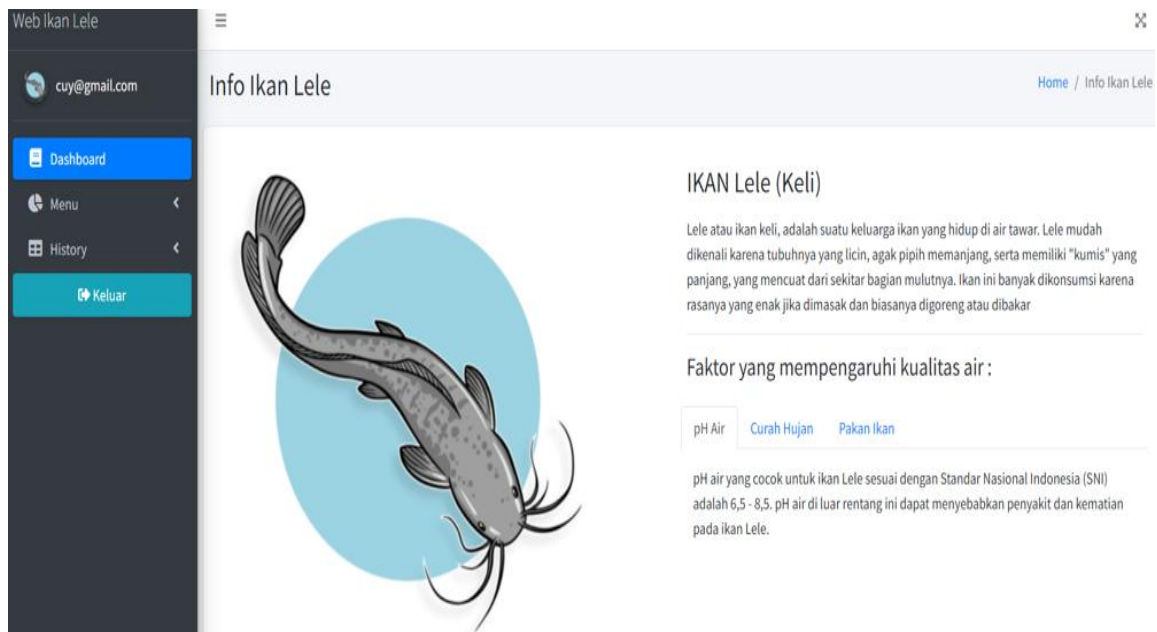 Web Ikan Lele
cuy@gmail.com
Dashboard
Menu
History
Keluar
Info Ikan Lele
Home / Info Ikan Lele
IKAN Lele (Keli)
Lele atau ikan keli, adalah suatu keluarga ikan yang hidup di air tawar. Lele mudah
dikenali karena tubuhnya yang licin, agak pipih memanjang, serta memiliki "kumis" yang
panjang, yang mencuat dari sekitar bagian mulutnya. Ikan ini banyak dikonsumsi karena
rasanya yang enak jika dimasak dan biasanya digoreng atau dibakar
Faktor yang mempengaruhi kualitas air :
pH Air Curah Hujan Pakan Ikan
pH air yang cocok untuk ikan Lele sesuai dengan Standar Nasional Indonesia (SNI)
adalah 6,5 - 8,5. pH air di luar rentang ini dapat menyebabkan penyakit dan kematian
pada ikan Lele.